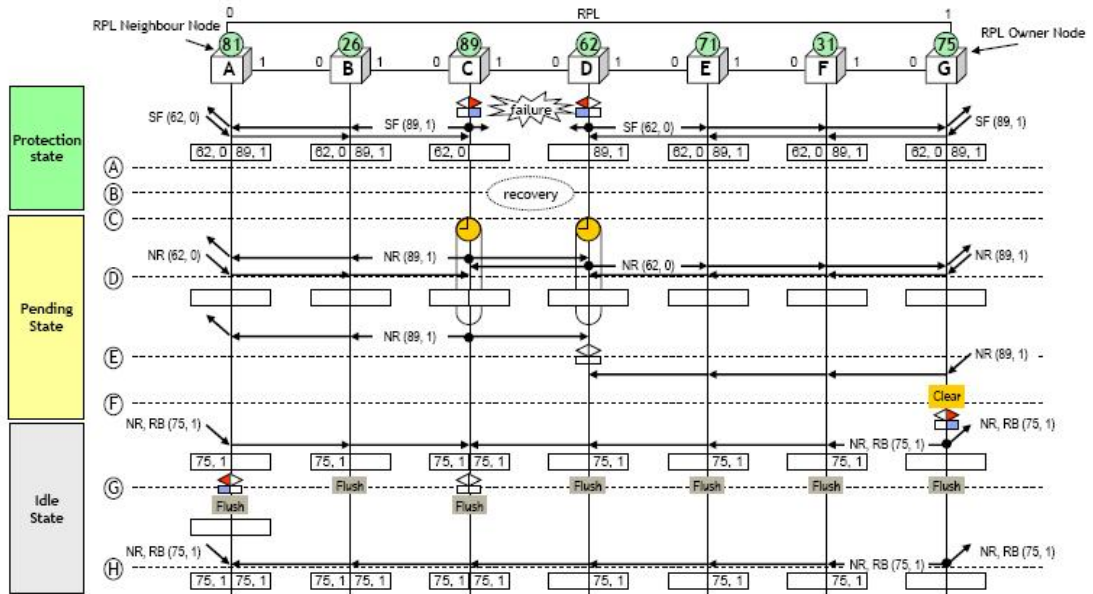 0 RPL 1
RPL Neighbour Node
RPL Owner Node
81 26 89 62 71 31 75
A 1 0 B 1 0 C 1 0 D 1 0 E 1 0 F 1 0 G
Protection state
failure
SF (62, 0) SF (89, 1) SF (62, 0) SF (89, 1)
62, 0 89, 1 62, 0 89, 1 62, 0 89, 1 62, 0 89, 1 62, 0 89, 1 62, 0 89, 1
A
B recovery
C
Pending State
NR (62, 0) NR (89, 1) NR (62, 0) NR (89, 1)
D
NR (89, 1)
E
NR (89, 1)
Clear
F
Idle State
NR, RB (75, 1) NR, RB (75, 1) NR, RB (75, 1)
75, 1 75, 1 75, 1 75, 1 75, 1 75, 1 75, 1
G
Flush Flush Flush Flush Flush Flush Flush
NR, RB (75, 1) NR, RB (75, 1) NR, RB (75, 1)
H
75, 1 75, 1 75, 1 75, 1 75, 1 75, 1 75, 1 75, 1 75, 1